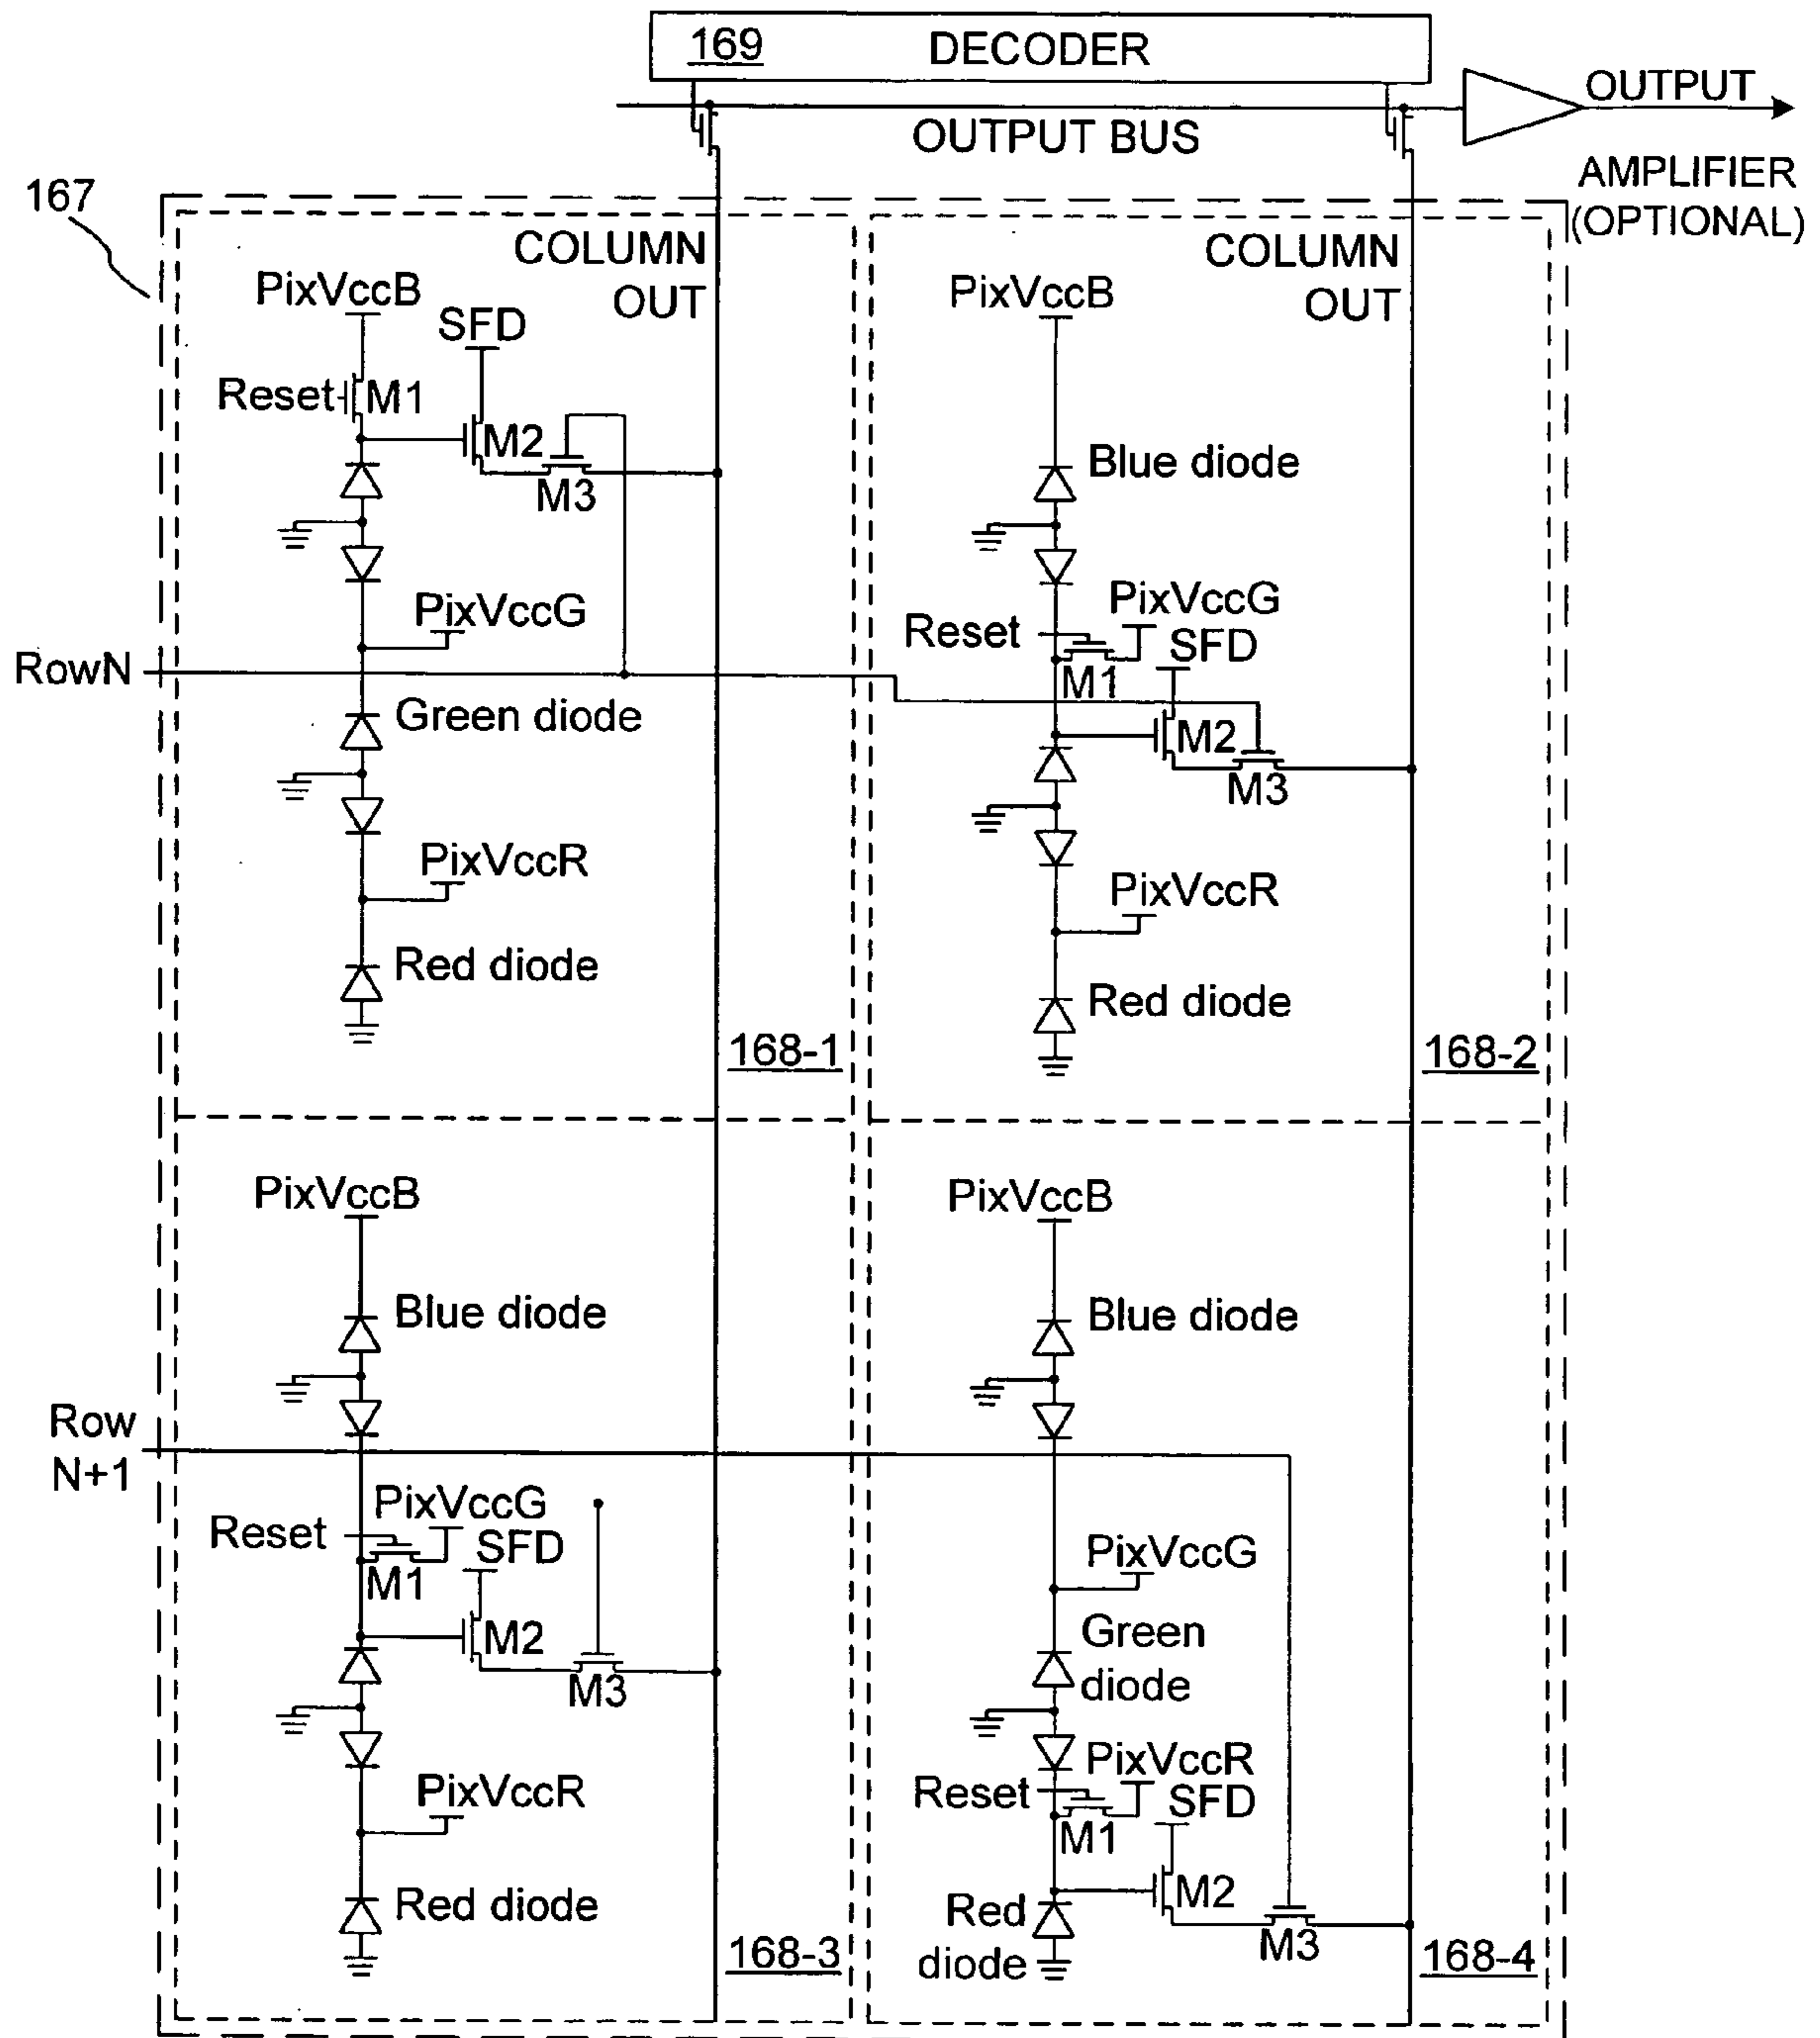 169
DECODER
OUTPUT
OUTPUT BUS
AMPLIFIER
(OPTIONAL)
167
COLUMN
OUT
PixVccB
SFD
Reset
M1
M2
M3
PixVccG
RowN
Green diode
PixVccR
Red diode
168-1
COLUMN
OUT
PixVccB
Blue diode
PixVccG
Reset
SFD
M1
M2
M3
PixVccR
Red diode
168-2
PixVccB
Blue diode
Row
N+1
PixVccG
Reset
SFD
M1
M2
M3
PixVccR
Red diode
168-3
PixVccB
Blue diode
PixVccG
Green
diode
PixVccR
Reset
SFD
M1
M2
Red
diode
M3
168-4